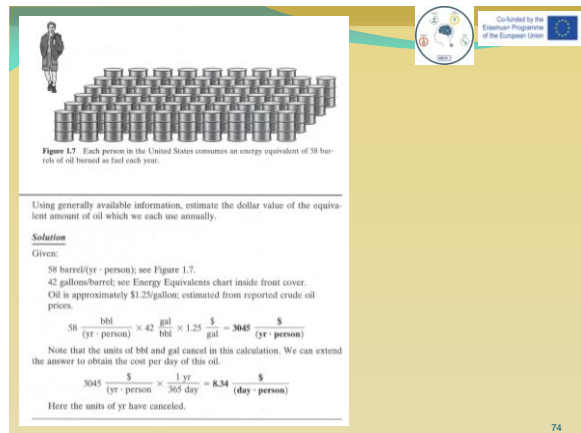 Co-funded by the
Erasmus+ Programme
of the European Union
Figure 1.7 Each person in the United States consumes an energy equivalent of 58 bar-
rels of oil burned as fuel each year.
Using generally available information, estimate the dollar value of the equiva-
lent amount of oil which we each use annually.
Solution
Given:
58 barrel/(yr · person); see Figure 1.7.
42 gallons/barrel; see Energy Equivalents chart inside front cover.
Oil is approximately $1.25/gallon; estimated from reported crude oil
prices.
58 bbl/(yr · person) × 42 gal/bbl × 1.25 $/gal = 3045 $/(yr · person)
Note that the units of bbl and gal cancel in this calculation. We can extend
the answer to obtain the cost per day of this oil.
3045 $/(yr · person × 1 yr/365 day = 8.34 $/(day · person)
Here the units of yr have canceled.
74